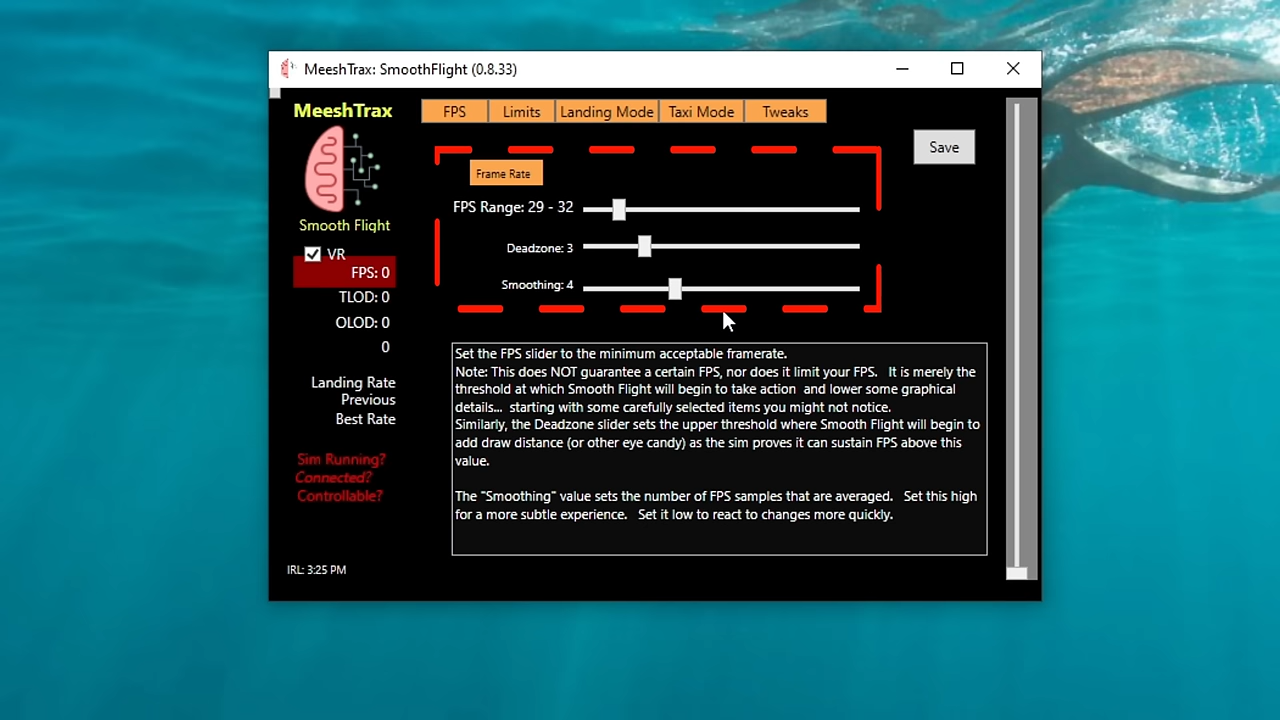 MeeshTrax: SmoothFlight (0.8.33)
MeeshTrax
FPS
Limits
Landing Mode
Taxi Mode
Tweaks
Save
Frame Rate
FPS Range: 29 - 32
Deadzone: 3
Smoothing: 4
Smooth Flight
VR
FPS: 0
TLOD: 0
OLOD: 0
0
Landing Rate
Previous
Best Rate
Sim Running?
Connected?
Controllable?
IRL: 3:25 PM
Set the FPS slider to the minimum acceptable framerate.
Note: This does NOT guarantee a certain FPS, nor does it limit your FPS. It is merely the
threshold at which Smooth Flight will begin to take action and lower some graphical
details... starting with some carefully selected items you might not notice.
Similarly, the Deadzone slider sets the upper threshold where Smooth Flight will begin to
add draw distance (or other eye candy) as the sim proves it can sustain FPS above this
value.
The "Smoothing" value sets the number of FPS samples that are averaged. Set this high
for a more subtle experience. Set it low to react to changes more quickly.